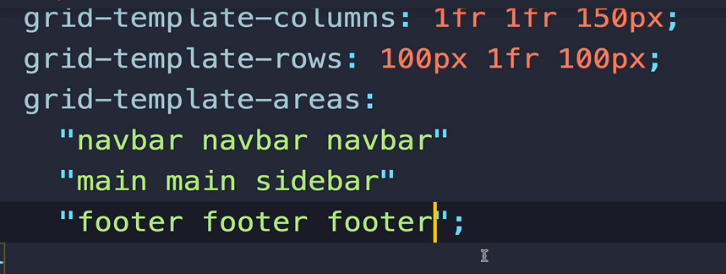 grid-template-columns: 1fr 1fr 150px;
grid-template-rows: 100px 1fr 100px;
grid-template-areas:
"navbar navbar navbar"
"main main sidebar"
"footer footer footer";